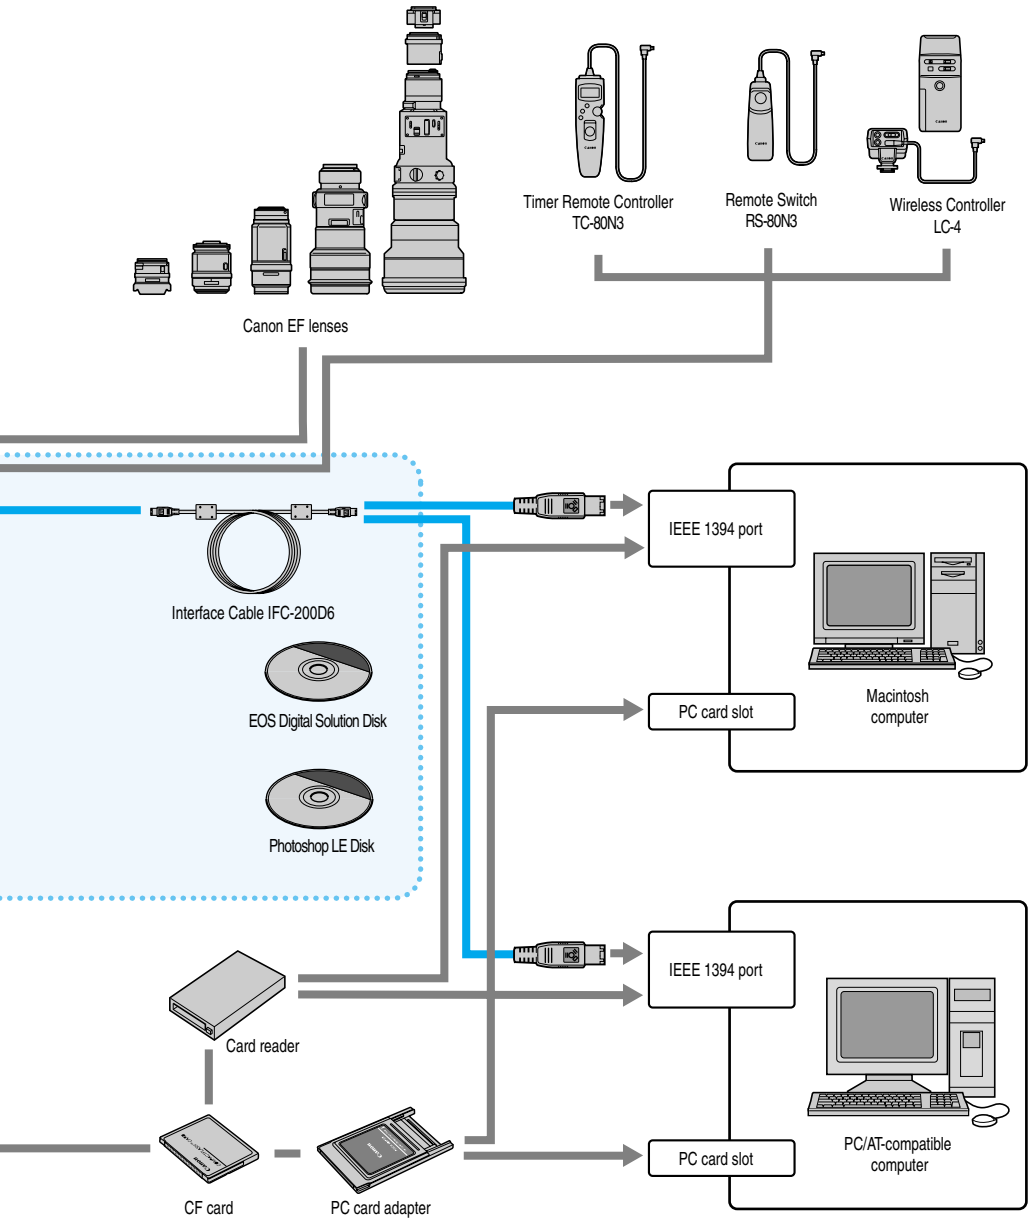 Timer Remote Controller
TC-80N3
Remote Switch
RS-80N3
Wireless Controller
LC-4
Canon EF lenses
IEEE 1394 port
Interface Cable IFC-200D6
EOS Digital Solution Disk
PC card slot
Macintosh
computer
Photoshop LE Disk
IEEE 1394 port
Card reader
PC card slot
PC/AT-compatible
computer
CF card
PC card adapter